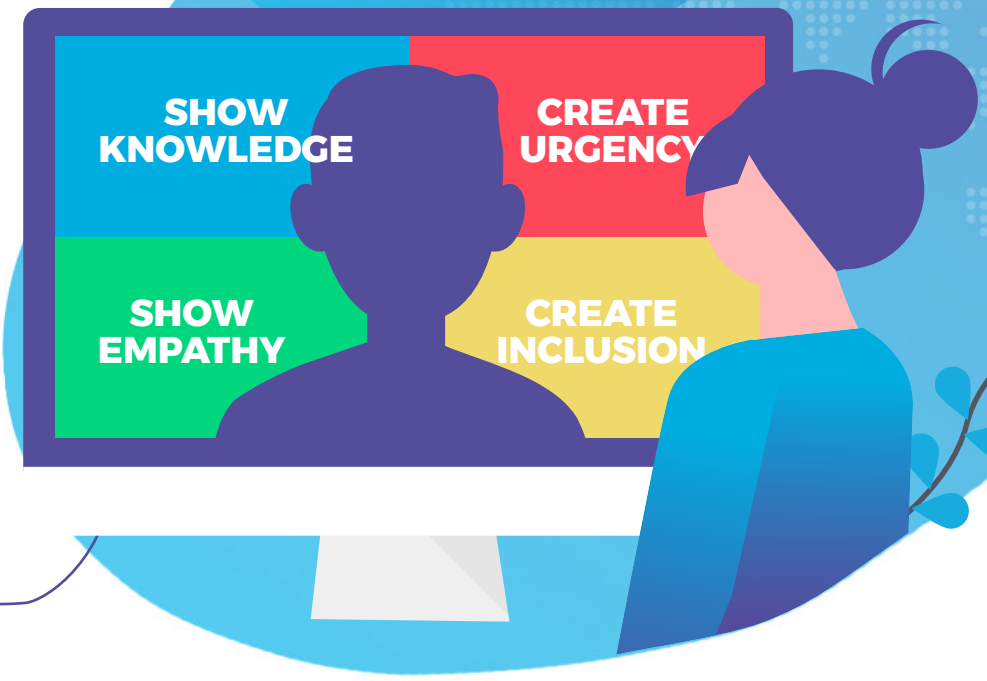 SHOW
KNOWLEDGE
CREATE
URGENCY
SHOW
EMPATHY
CREATE
INCLUSION